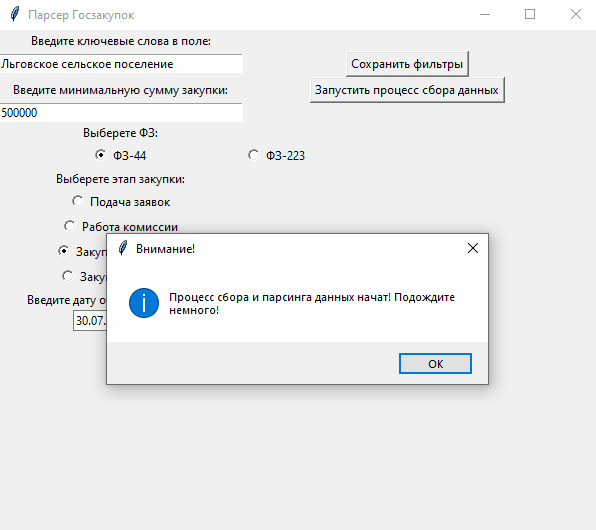 Парсер Госзакупок
Введите ключевые слова в поле:
Льговское сельское поселение
Сохранить фильтры
Введите минимальную сумму закупки:
Запустить процесс сбора данных
500000
Выберете ФЗ:
ФЗ-44
ФЗ-223
Выберете этап закупки:
Подача заявок
Работа комиссии
Внимание!
Введите дату
30.07.
Процесс сбора и парсинга данных начат! Подождите
немного!
OK